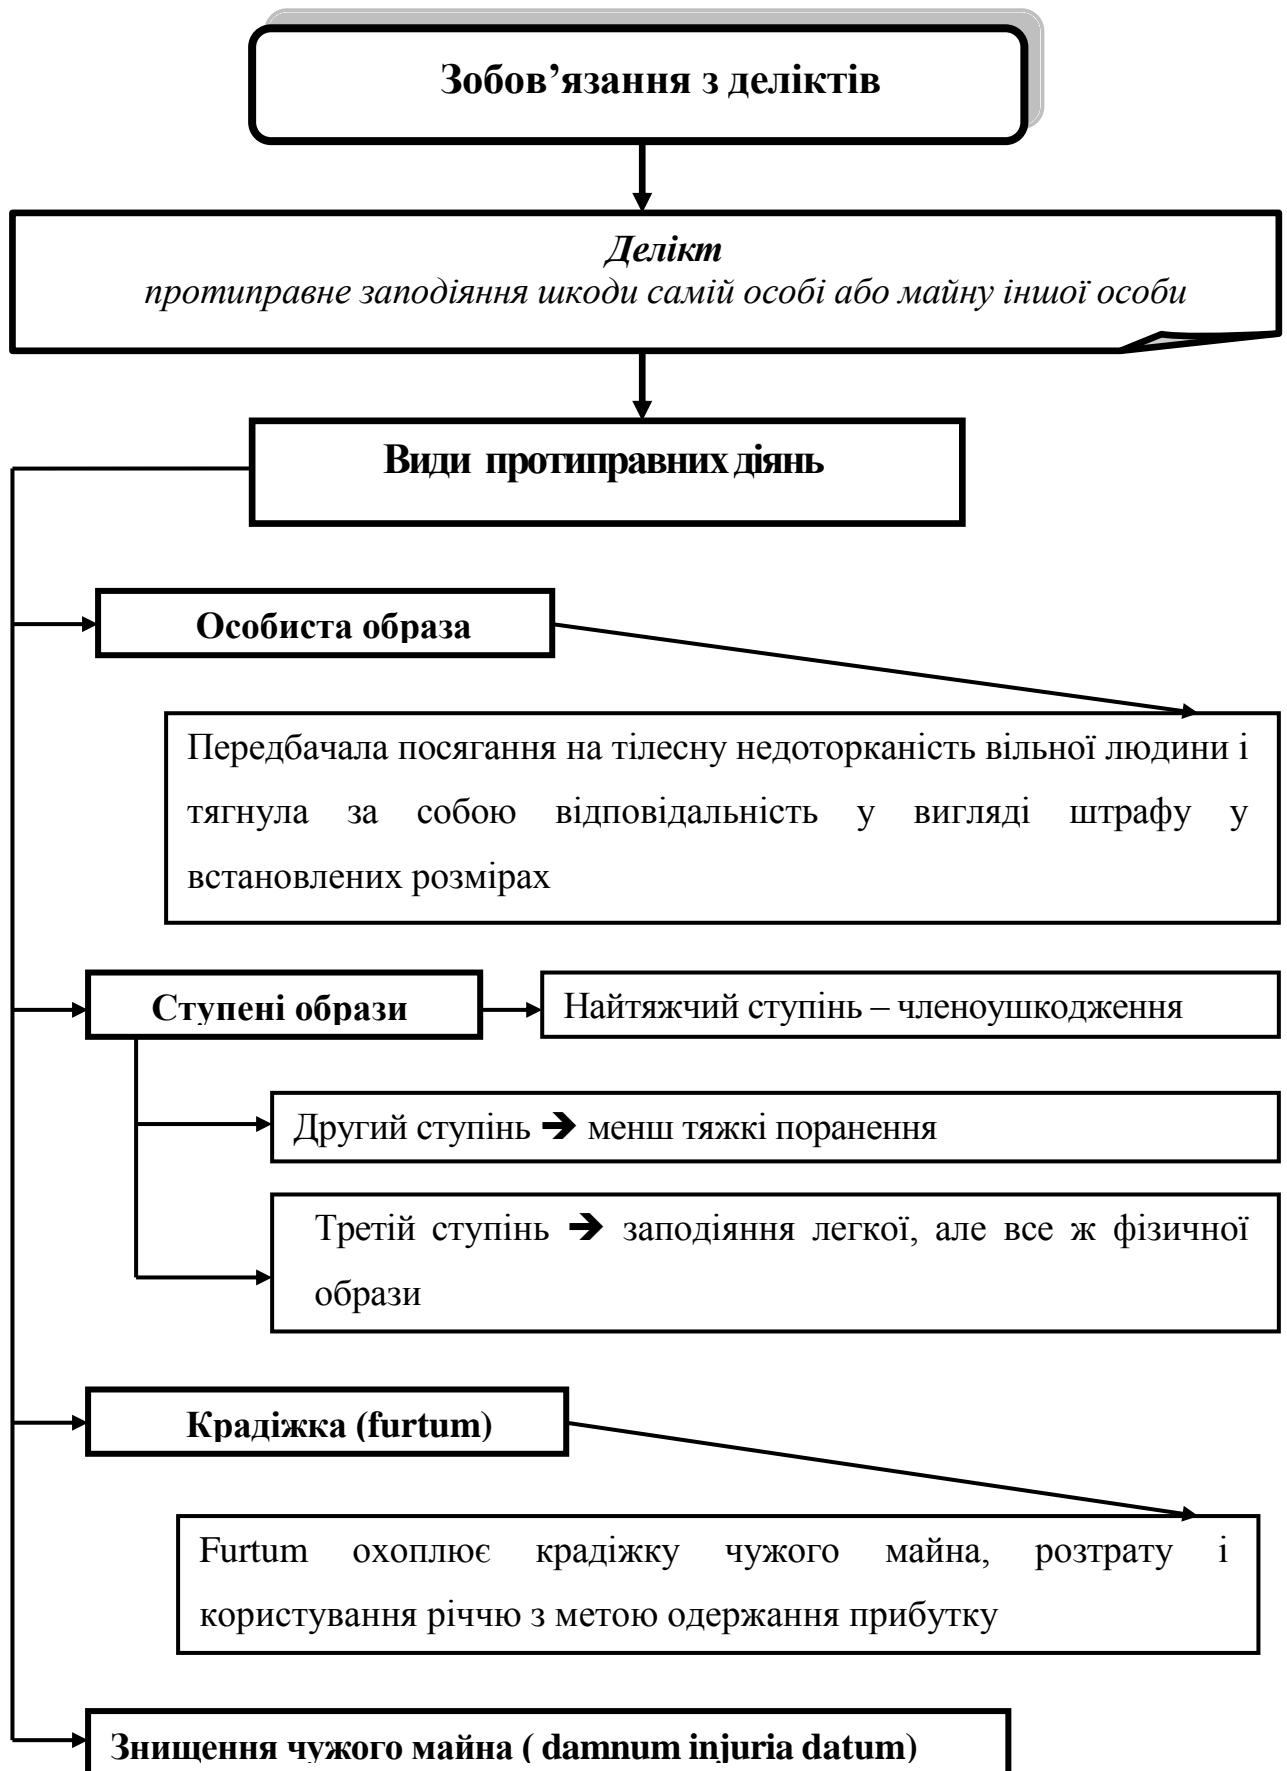 Зобов’язання з деліктів
Делікт
протиправне заподіяння шкоди самій особі або майну іншої особи
Види протиправних діянь
Особиста образа
Передбачала посягання на тілесну недоторканість вільної людини і
тягнула за собою відповідальність у вигляді штрафу у
встановлених розмірах
Ступені образи
Найтяжчий ступінь – членоушкодження
Другий ступінь ➔ менш тяжкі поранення
Третій ступінь ➔ заподіяння легкої, але все ж фізичної
образи
Крадіжка (furtum)
Furtum охоплює крадіжку чужого майна, розтрату і
користування річчю з метою одержання прибутку
Знищення чужого майна ( damnum injuria datum)